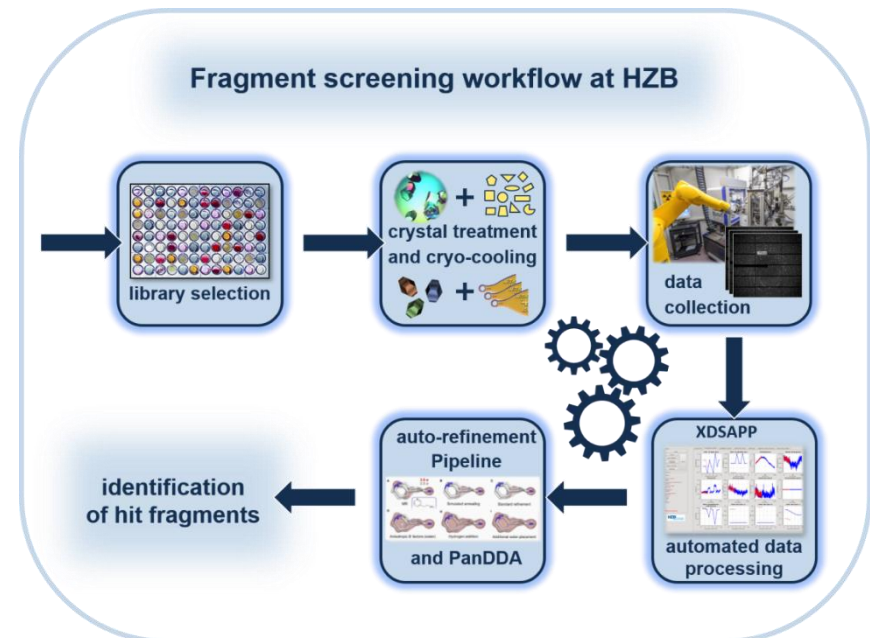 Fragment screening workflow at HZB
library selection
+
crystal treatment
and cryo-cooling
+
data
collection
XDSAPP
automated data
processing
auto-refinement
Pipeline
and PanDDA
identification
of hit fragments